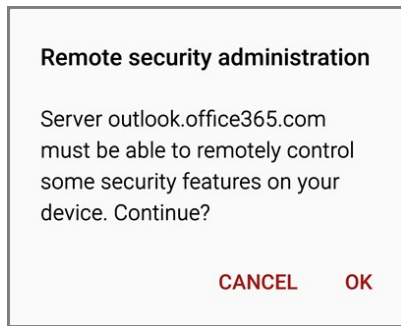 Remote security administration
Server outlook.office365.com
must be able to remotely control
some security features on your
device. Continue?
CANCEL OK